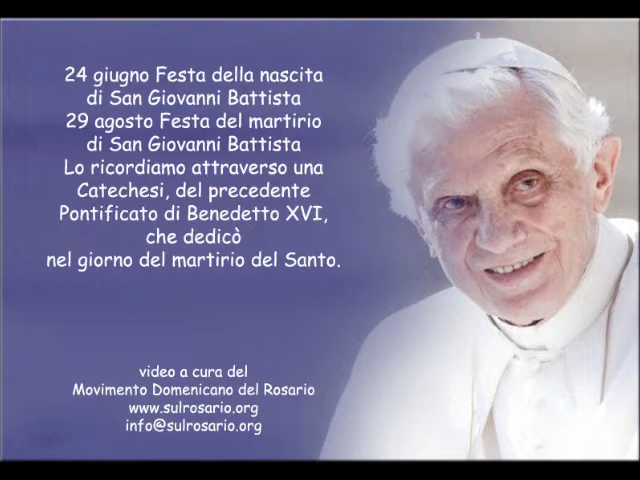 24 giugno Festa della nascita
di San Giovanni Battista
29 agosto Festa del martirio
di San Giovanni Battista
Lo ricordiamo attraverso una
Catechesi, del precedente
Pontificato di Benedetto XVI,
che dedicò
nel giorno del martirio del Santo.
video a cura del
Movimento Domenicano del Rosario
www.sulrosario.org
info@sulrosario.org